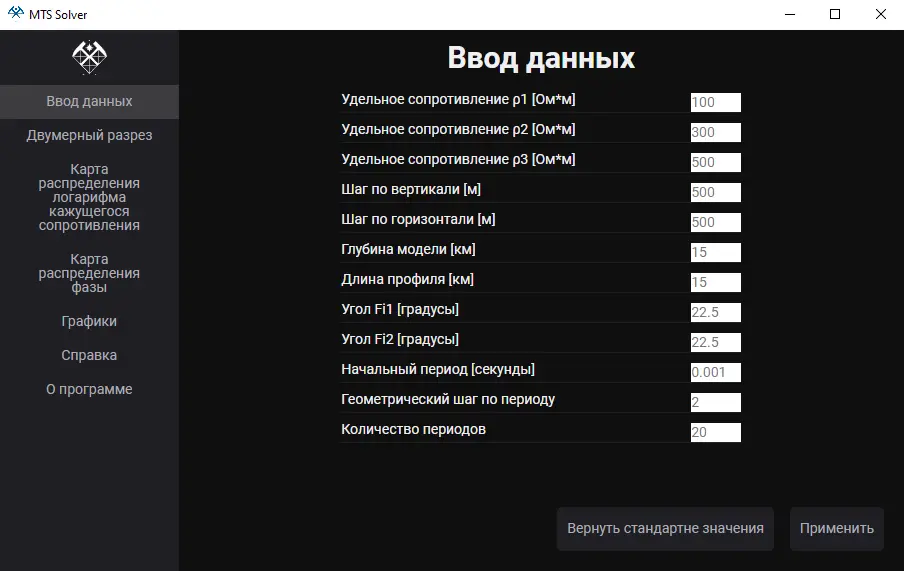 MTS Solver
Ввод данных
Двумерный разрез
Карта
распределения
логарифма
кажущегося
сопротивления
Карта
распределения
фазы
Графики
Справка
О программе
Ввод данных
Удельное сопротивление ρ1 [Ом*м] 100
Удельное сопротивление ρ2 [Ом*м] 300
Удельное сопротивление ρ3 [Ом*м] 500
Шаг по вертикали [м] 500
Шаг по горизонтали [м] 500
Глубина модели [км] 15
Длина профиля [км] 15
Угол Fi1 [градусы] 22.5
Угол Fi2 [градусы] 22.5
Начальный период [секунды] 0.001
Геометрический шаг по периоду 2
Количество периодов 20
Вернуть стандартне значения Применить